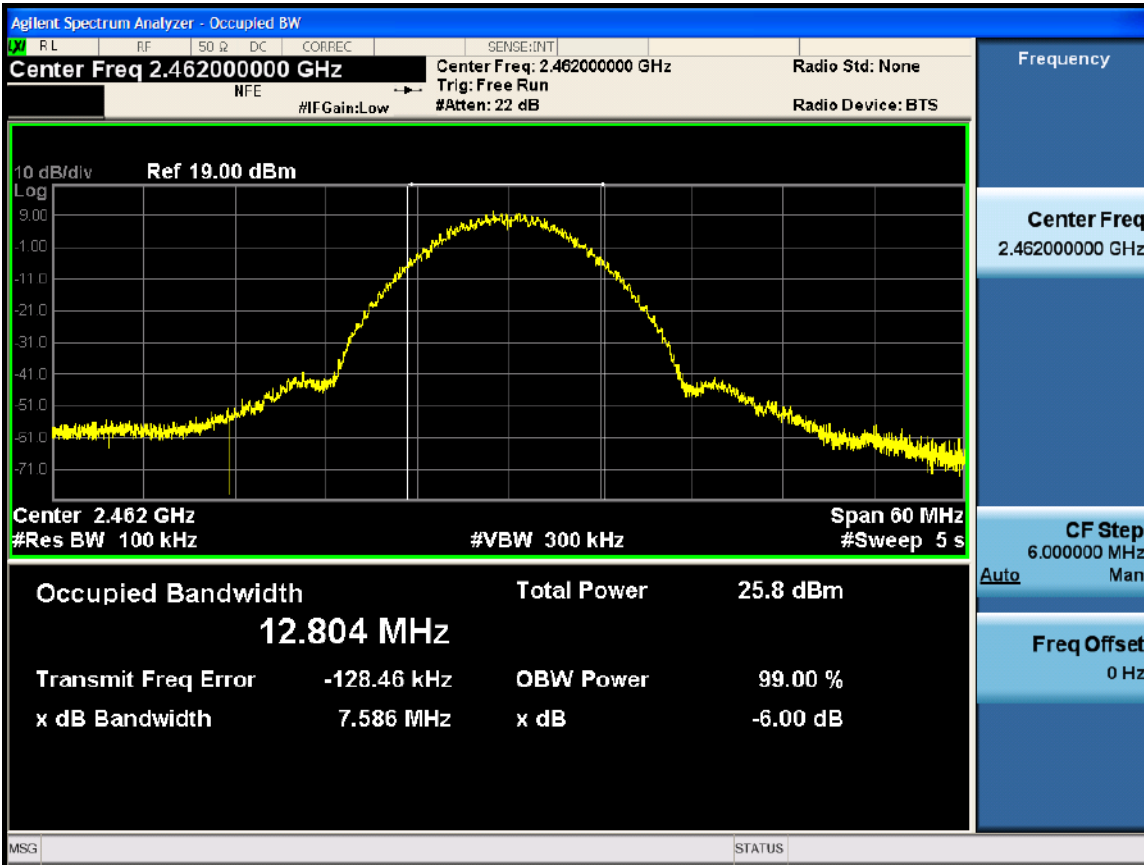 Agilent Spectrum Analyzer - Occupied BW
LXI RL RF 50 Ω DC CORREC SENSE:INT
Center Freq 2.462000000 GHz
NFE
#IFGain:Low
Center Freq: 2.462000000 GHz
Trig: Free Run
#Atten: 22 dB
Radio Std: None
Radio Device: BTS
10 dB/div Ref 19.00 dBm
Log
9.00
-1.00
-11.0
-21.0
-31.0
-41.0
-51.0
-61.0
-71.0
Center 2.462 GHz Span 60 MHz
#Res BW 100 kHz #VBW 300 kHz #Sweep 5 s
Occupied Bandwidth Total Power 25.8 dBm
12.804 MHz
Transmit Freq Error -128.46 kHz OBW Power 99.00 %
x dB Bandwidth 7.586 MHz x dB -6.00 dB
MSG STATUS
Frequency
Center Freq
2.462000000 GHz
CF Step
6.000000 MHz
Auto Man
Freq Offset
0 Hz